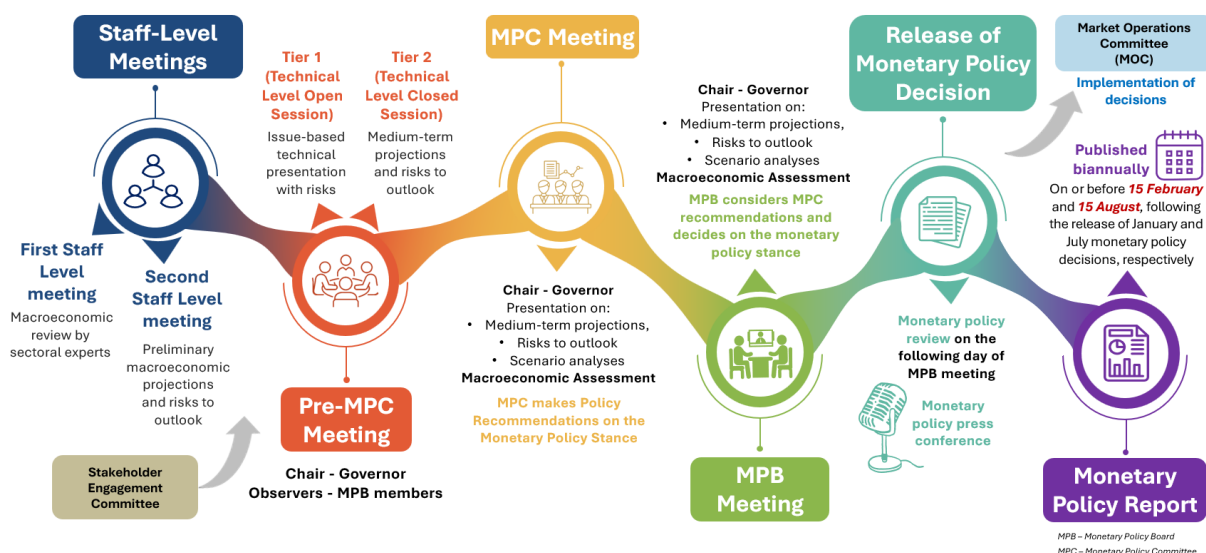 Staff-Level
Meetings
First Staff
Level
meeting
Macroeconomic
review by
sectoral experts
Second
Staff Level
meeting
Preliminary
macroeconomic
projections
and risks to
outlook
Stakeholder
Engagement
Committee
Tier 1
(Technical
Level Open
Session)
Issue-based
technical
presentation
with risks
Tier 2
(Technical
Level Closed
Session)
Medium-term
projections
and risks to
outlook
Pre-MPC
Meeting
Chair - Governor
Observers - MPB members
MPC Meeting
Chair - Governor
Presentation on:
• Medium-term projections,
• Risks to outlook
• Scenario analyses
Macroeconomic Assessment
MPC makes Policy
Recommendations on the
Monetary Policy Stance
Chair - Governor
Presentation on:
• Medium-term projections,
• Risks to outlook
• Scenario analyses
Macroeconomic Assessment
MPB considers MPC
recommendations and
decides on the monetary
policy stance
MPB
Meeting
Release of
Monetary Policy
Decision
Monetary policy
review on the
following day of
MPB meeting
Monetary
policy press
conference
Market Operations
Committee
(MOC)
Implementation of
decisions
Published
biannually
On or before 15 February
and 15 August, following
the release of January and
July monetary policy
decisions, respectively
Monetary
Policy Report
MPB – Monetary Policy Board
MPC – Monetary Policy Committee